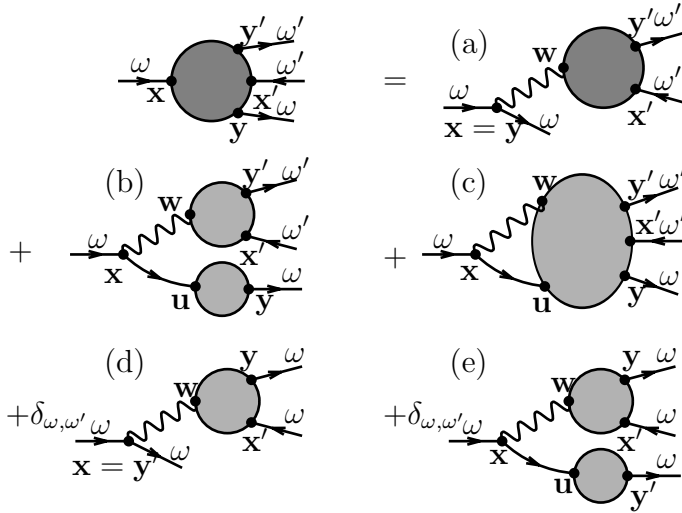 y' ω' (a) y' ω'
ω ω' = w
x x' ω ω x'
y ω x = y ω
(b) y' ω' (c) y' ω'
w w
+ ω ω' + ω x' ω'
x x' ω x
u y u y ω
(d) y ω (e) y ω
w w
+δω,ω' ω ω +δω,ω' ω ω
x = y' ω x' x x' ω
u y'